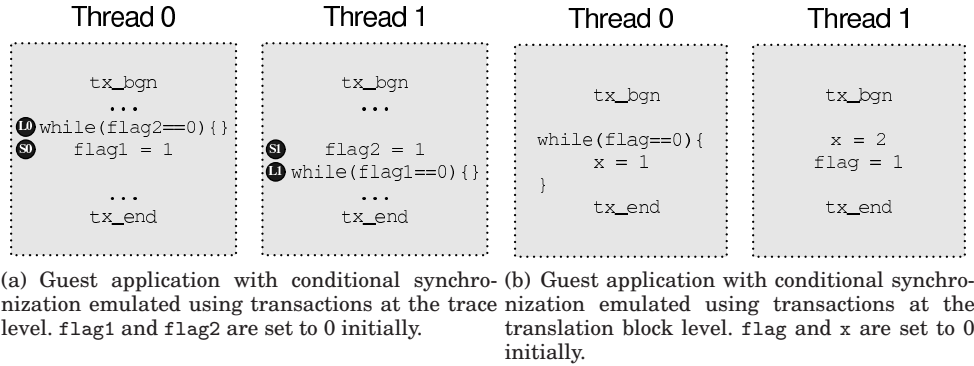 Thread 0
tx_bgn
...
L0 while(flag2==0){}
S0 flag1 = 1
...
tx_end
Thread 1
tx_bgn
...
S1 flag2 = 1
L1 while(flag1==0){}
...
tx_end
(a) Guest application with conditional synchro-
nization emulated using transactions at the trace
level. flag1 and flag2 are set to 0 initially.
Thread 0
tx_bgn
while(flag==0){
x = 1
}
tx_end
Thread 1
tx_bgn
x = 2
flag = 1
tx_end
(b) Guest application with conditional synchro-
nization emulated using transactions at the
translation block level. flag and x are set to 0
initially.